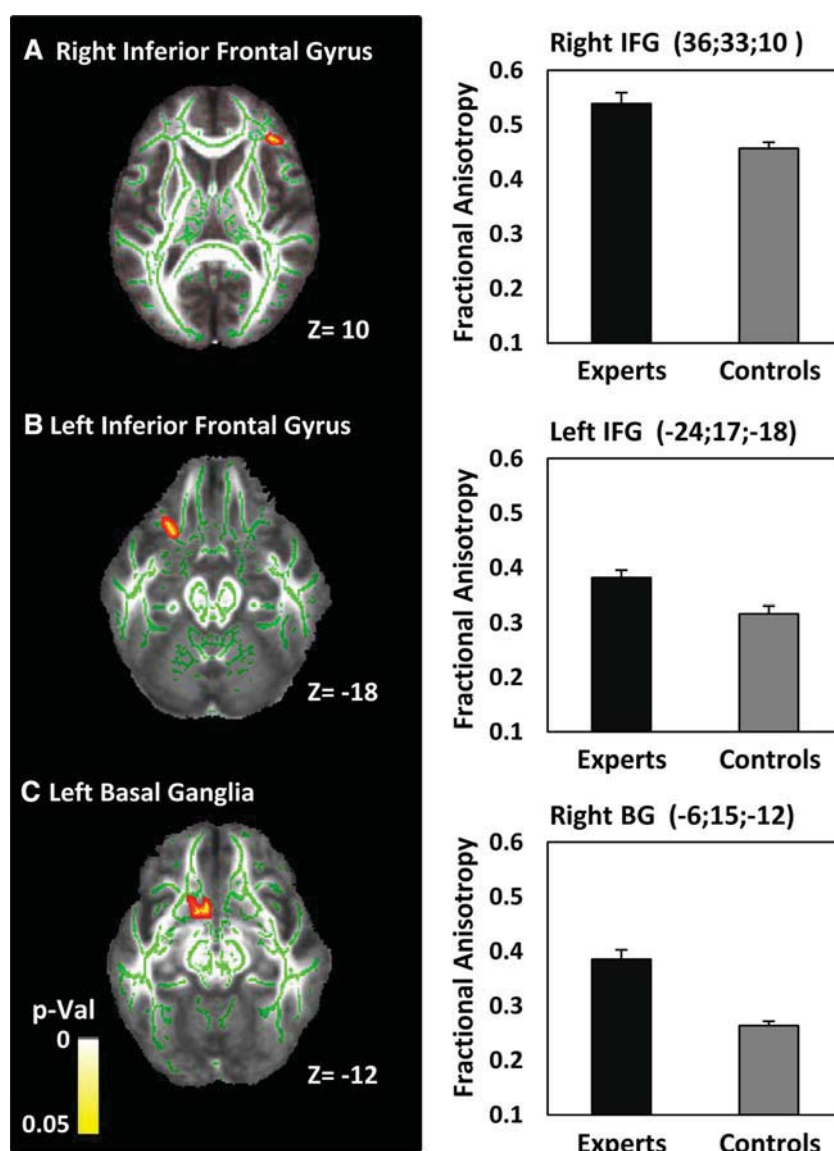 A Right Inferior Frontal Gyrus
Z= 10
Right IFG (36;33;10 )
Fractional Anisotropy
0.6
0.5
0.4
0.3
0.2
0.1
Experts Controls
B Left Inferior Frontal Gyrus
Z= -18
Left IFG (-24;17;-18)
Fractional Anisotropy
0.6
0.5
0.4
0.3
0.2
0.1
Experts Controls
C Left Basal Ganglia
p-Val
0
0.05
Z= -12
Right BG (-6;15;-12)
Fractional Anisotropy
0.6
0.5
0.4
0.3
0.2
0.1
Experts Controls